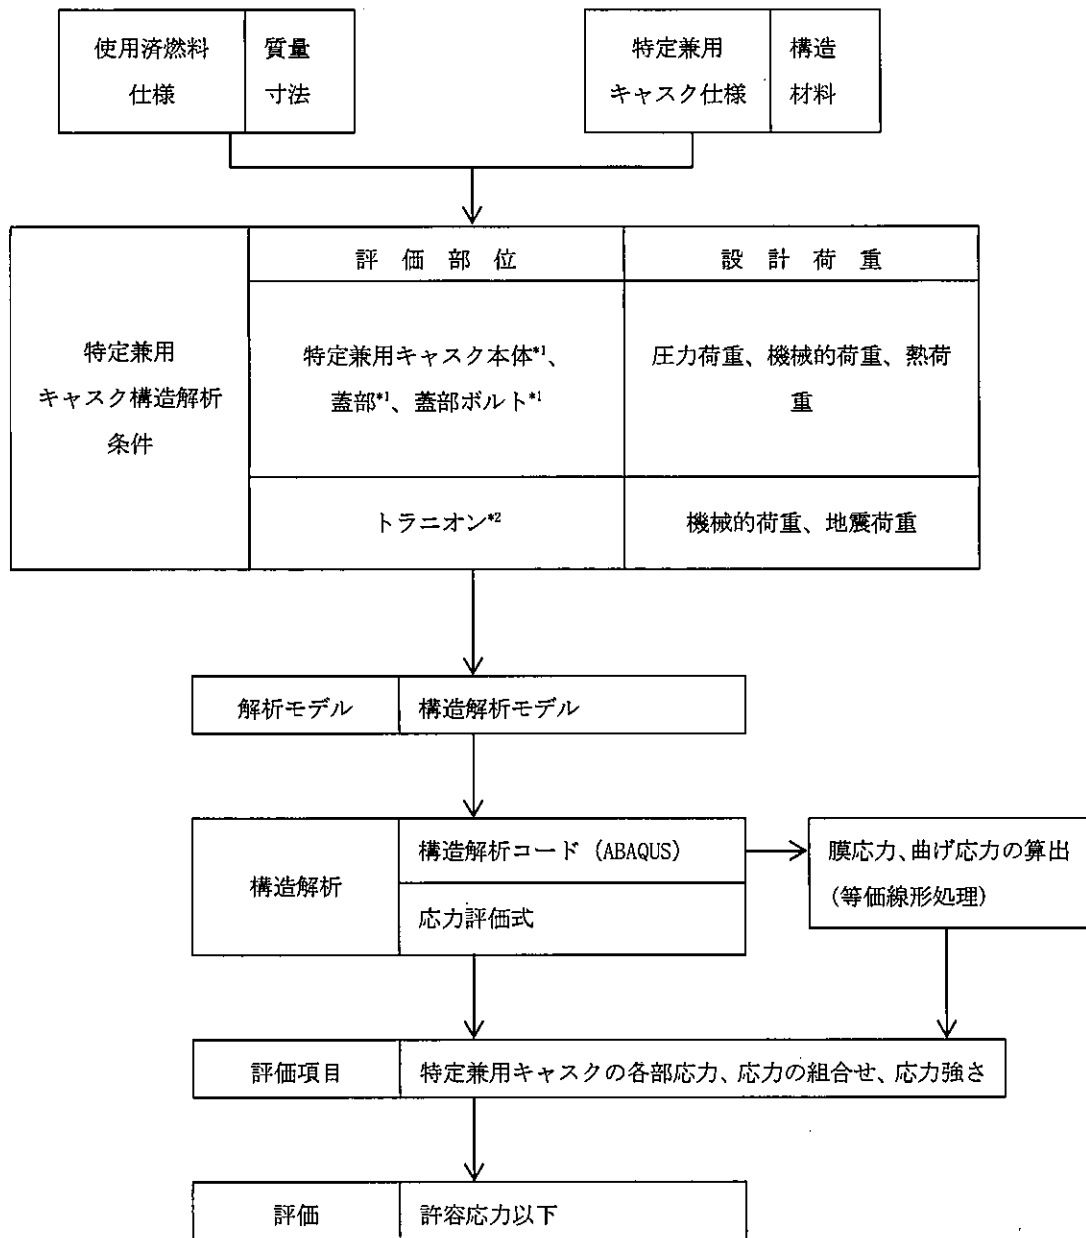 使用済燃料
仕様
質量
寸法
特定兼用
キャスク仕様
構造
材料
評価部位
設計荷重
特定兼用
キャスク構造解析
条件
特定兼用キャスク本体*1、
蓋部*1、蓋部ボルト*1
圧力荷重、機械的荷重、熱荷
重
トラニオン*2
機械的荷重、地震荷重
解析モデル
構造解析モデル
構造解析
構造解析コード（ABAQUS）
応力評価式
膜応力、曲げ応力の算出
（等価線形処理）
評価項目
特定兼用キャスクの各部応力、応力の組合せ、応力強さ
評価
許容応力以下